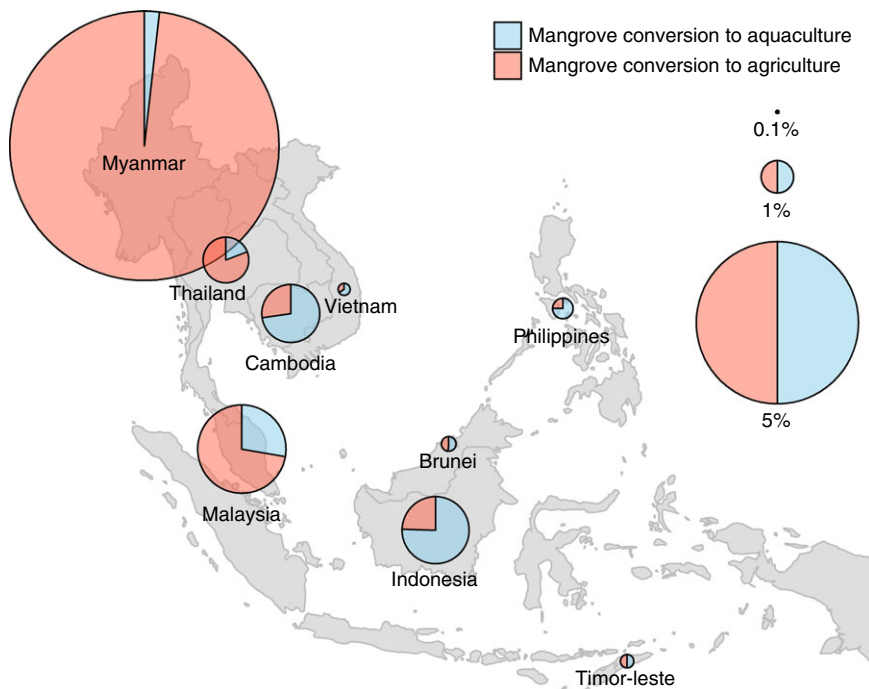 Mangrove conversion to aquaculture
Mangrove conversion to agriculture
0.1%
Myanmar
1%
Thailand
Vietnam
Philippines
Cambodia
5%
Brunei
Malaysia
Indonesia
Timor-leste